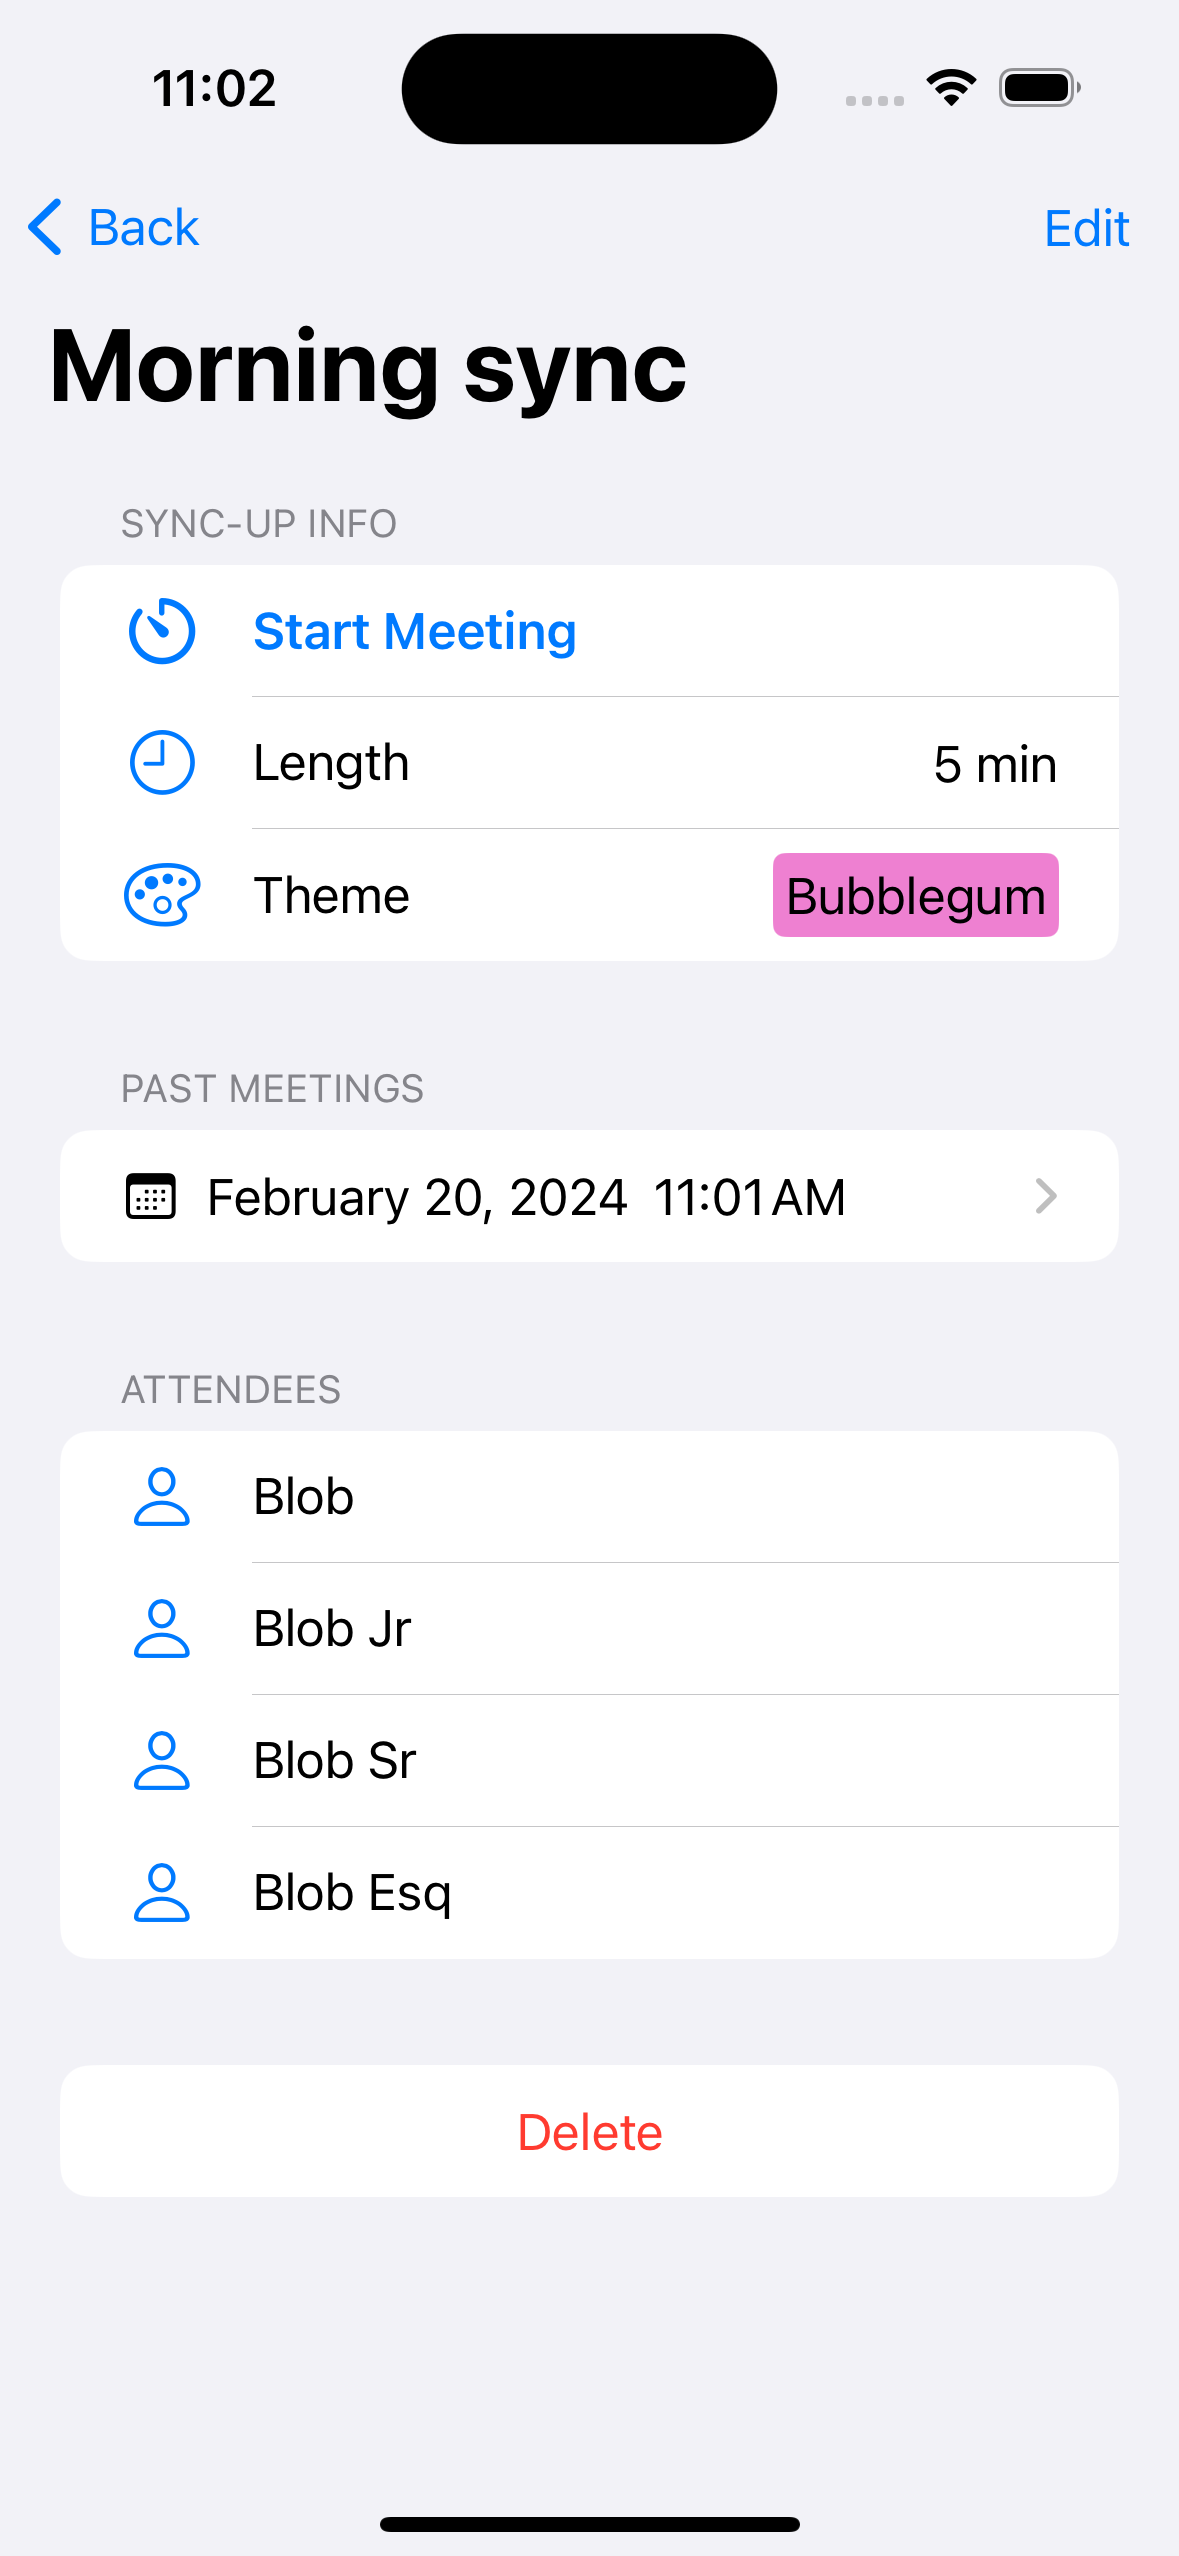 11:02
Back
Edit
Morning sync
SYNC-UP INFO
Start Meeting
Length
5 min
Theme
Bubblegum
PAST MEETINGS
February 20, 2024 11:01 AM
ATTENDEES
Blob
Blob Jr
Blob Sr
Blob Esq
Delete